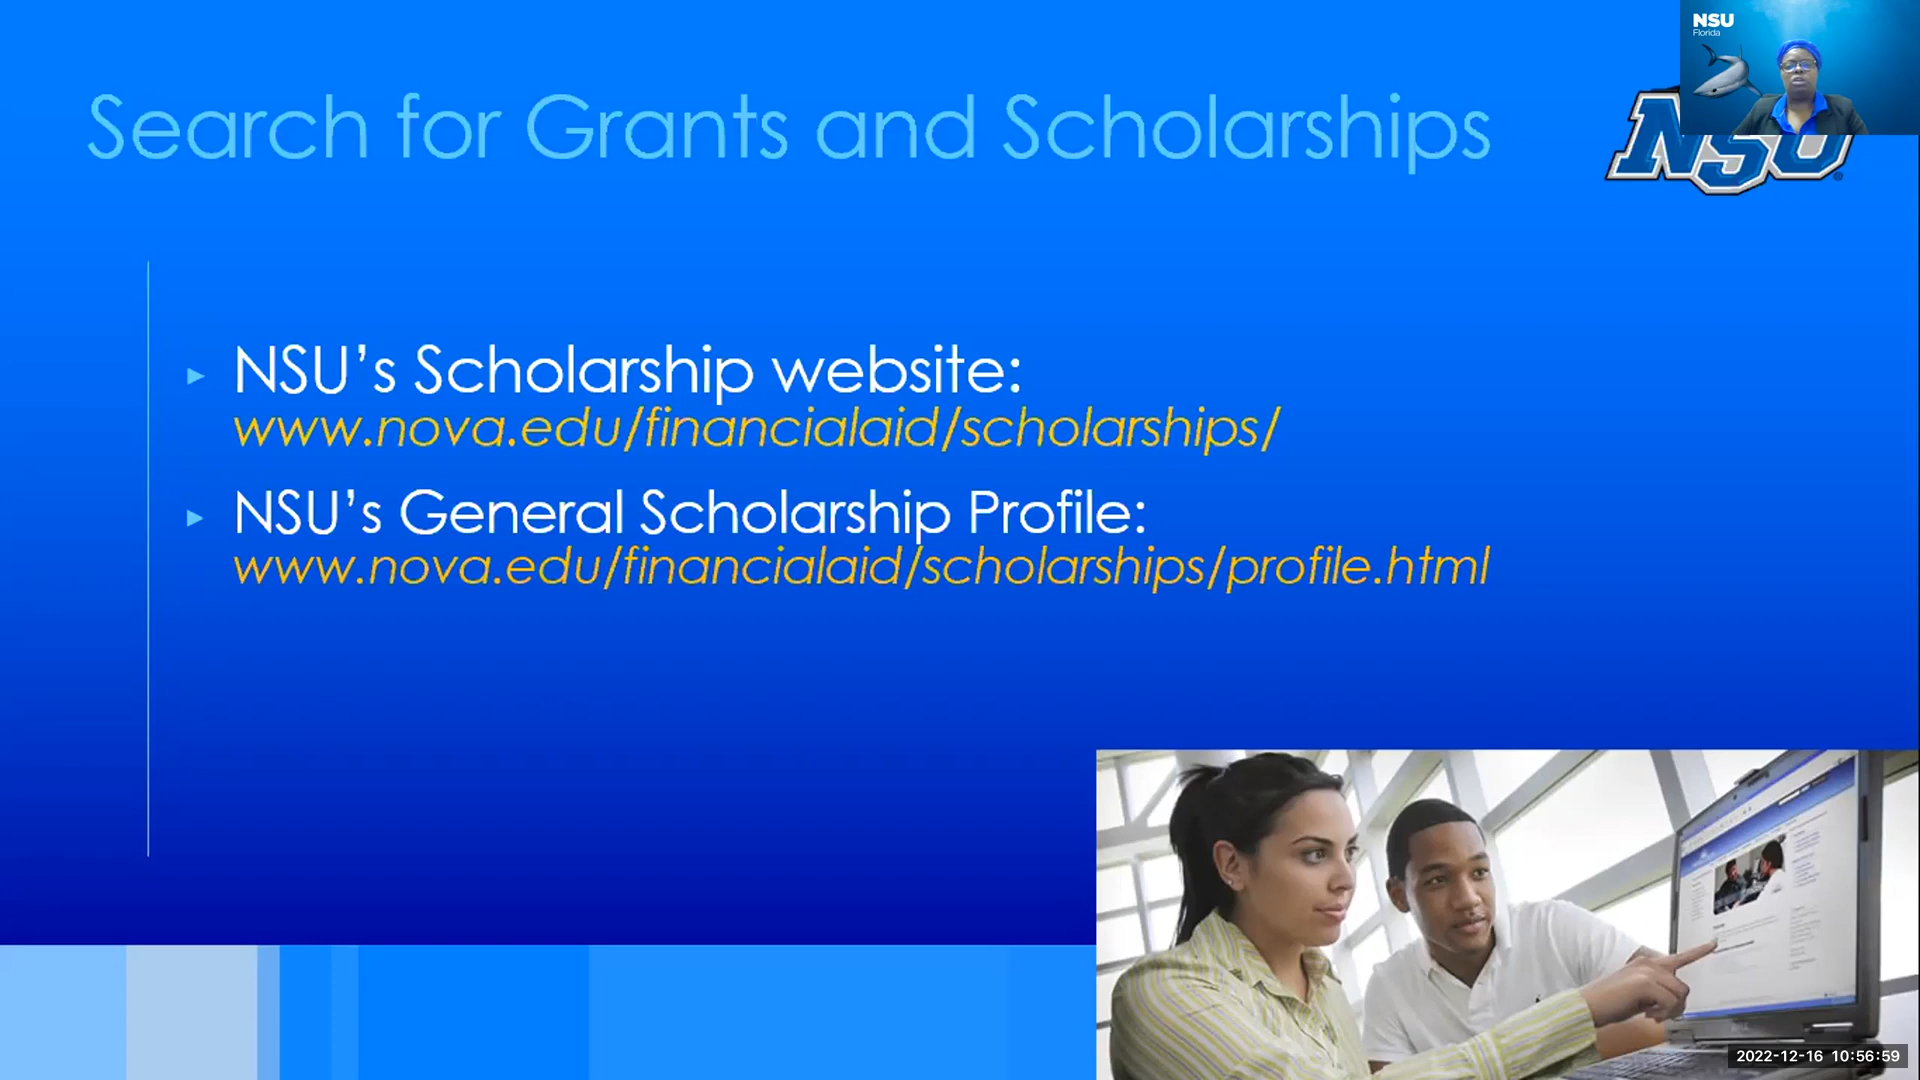 NSU
Florida
Search for Grants and Scholarships
NSU
NSU's Scholarship website:
www.nova.edu/financialaid/scholarships/
NSU's General Scholarship Profile:
www.nova.edu/financialaid/scholarships/profile.html
2022-12-16 10:56:59